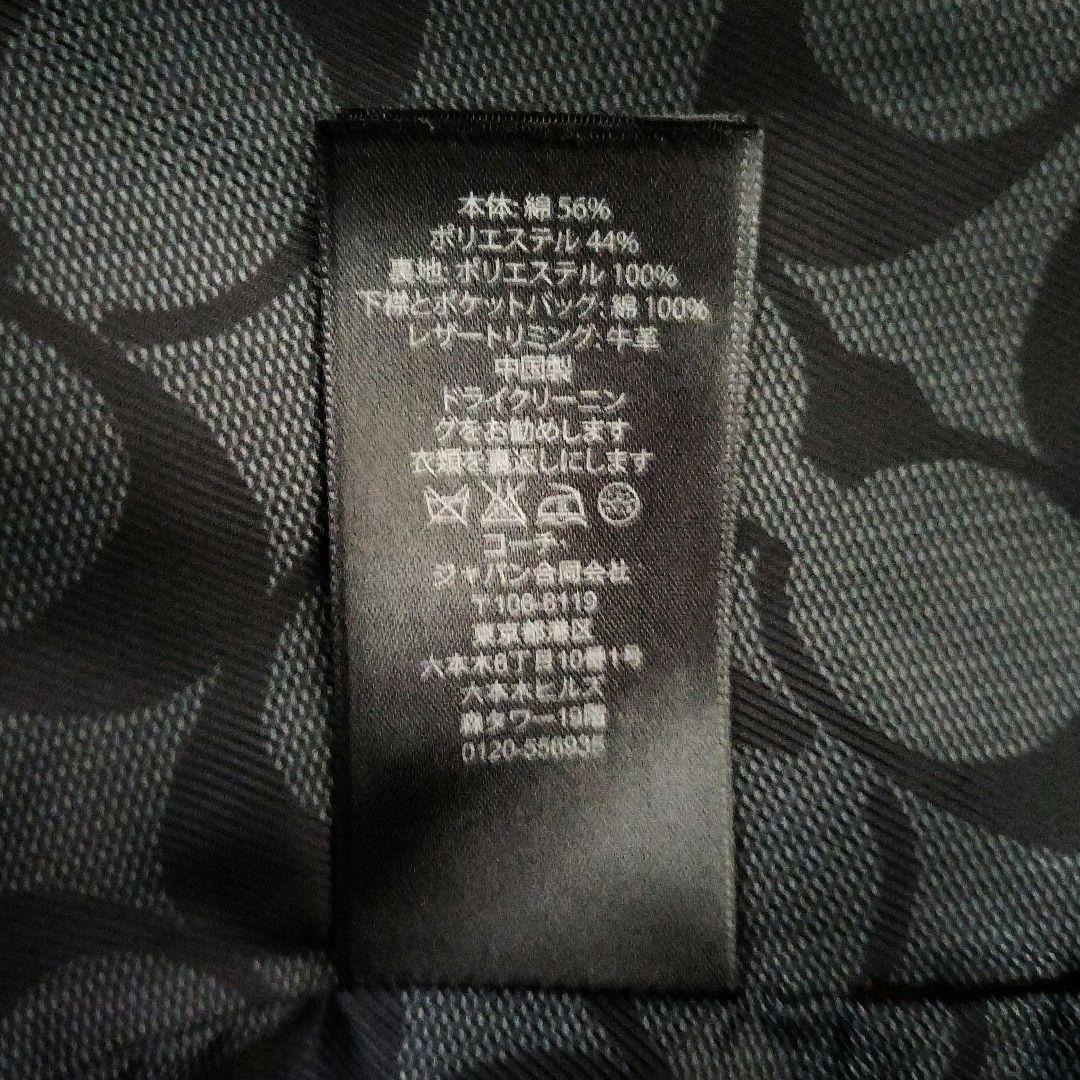 本体: 綿 56%
ポリエステル 44%
裏地: ポリエステル 100%
下襟とポケットバッグ: 綿 100%
レザートリミング: 牛革
中国製
ドライクリーニン
グをお勧めします
衣類を裏返しにします
コーチ
ジャパン合同会社
〒106-6119
東京都港区
六本木6丁目10番1号
六本木ヒルズ
森タワー19階
0120-556936